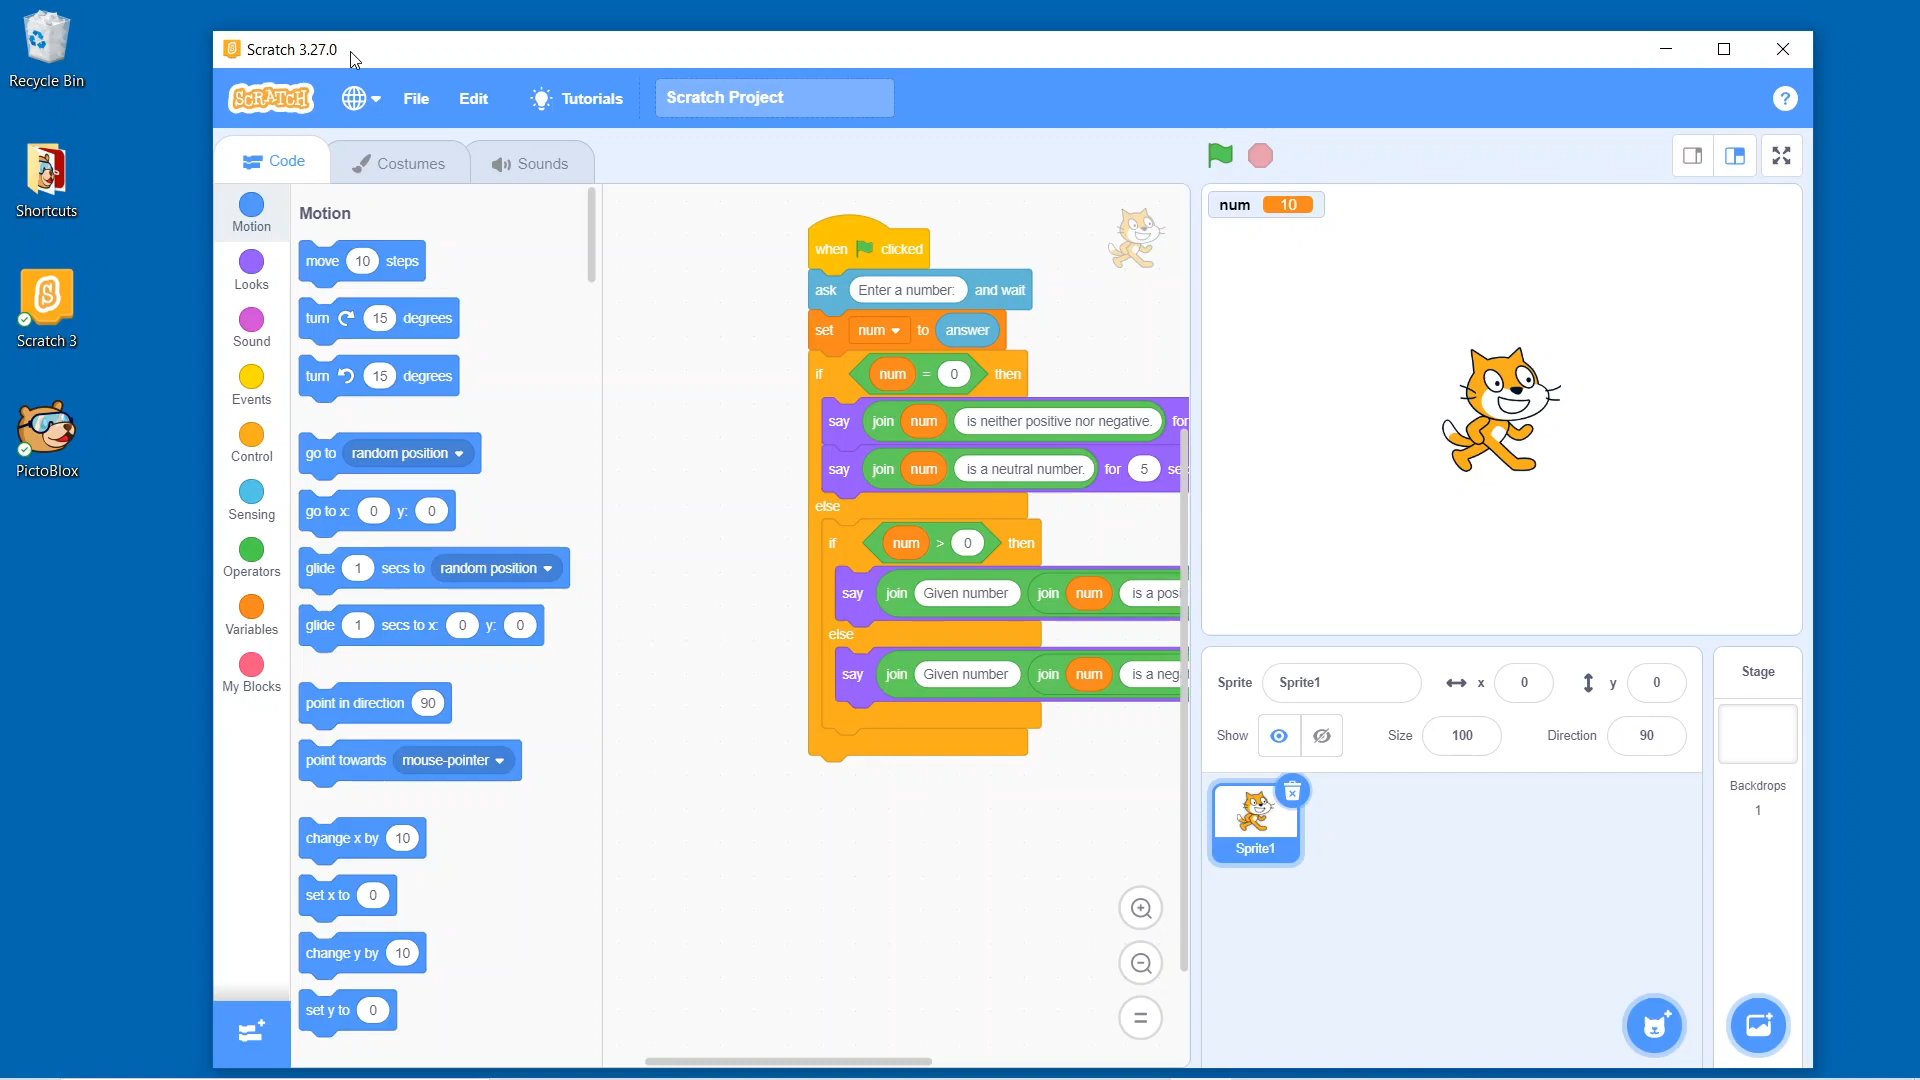 Recycle Bin
Shortcuts
Scratch 3
PictoBlox
Scratch 3.27.0
SCRATCH
File Edit Tutorials Scratch Project ?
Code Costumes Sounds
Motion
Looks
Sound
Events
Control
Sensing
Operators
Variables
My Blocks
Motion
move 10 steps
turn 15 degrees
turn 15 degrees
go to random position
go to x: 0 y: 0
glide 1 secs to random position
glide 1 secs to x: 0 y: 0
point in direction 90
point towards mouse-pointer
change x by 10
set x to 0
change y by 10
set y to 0
when clicked
ask Enter a number: and wait
set num to answer
if num = 0 then
say join num is neither positive nor negative. for
say join num is a neutral number. for 5 sec
else
if num > 0 then
say join Given number join num is a posi
else
say join Given number join num is a neg
num 10
Sprite Sprite1 x 0 y 0
Show Size 100 Direction 90
Sprite1
Stage
Backdrops
1